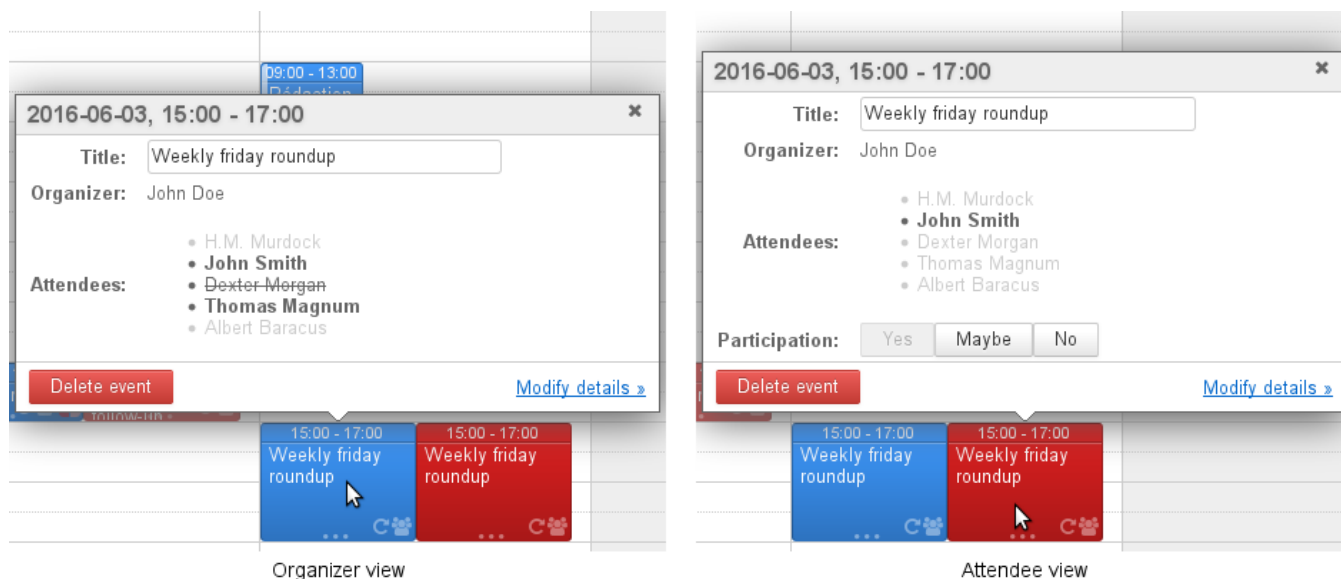 09:00 - 13:00
Rédaction
2016-06-03, 15:00 - 17:00
Title: Weekly friday roundup
Organizer: John Doe
Attendees:
• H.M. Murdock
• John Smith
• Dexter Morgan
• Thomas Magnum
• Albert Baracus
Delete event
Modify details »
follow-up
15:00 - 17:00
Weekly friday
roundup
15:00 - 17:00
Weekly friday
roundup
Organizer view
2016-06-03, 15:00 - 17:00
Title: Weekly friday roundup
Organizer: John Doe
Attendees:
• H.M. Murdock
• John Smith
• Dexter Morgan
• Thomas Magnum
• Albert Baracus
Participation: Yes Maybe No
Delete event
Modify details »
15:00 - 17:00
Weekly friday
roundup
15:00 - 17:00
Weekly friday
roundup
Attendee view